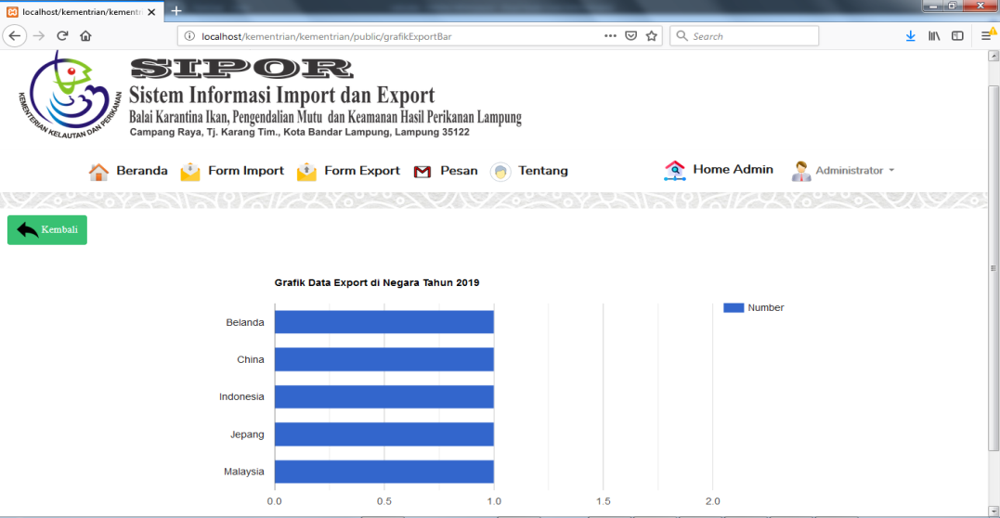 localhost/kementrian/kementri
localhost/kementrian/kementrian/public/grafikExportBar
Search
KEMENTERIAN KELAUTAN DAN PERIKANAN
SIPOR
Sistem Informasi Import dan Export
Balai Karantina Ikan, Pengendalian Mutu dan Keamanan Hasil Perikanan Lampung
Campang Raya, Tj. Karang Tim., Kota Bandar Lampung, Lampung 35122
Beranda Form Import Form Export Pesan Tentang Home Admin Administrator
Kembali
Grafik Data Export di Negara Tahun 2019
Number
Belanda
China
Indonesia
Jepang
Malaysia
0.0 0.5 1.0 1.5 2.0